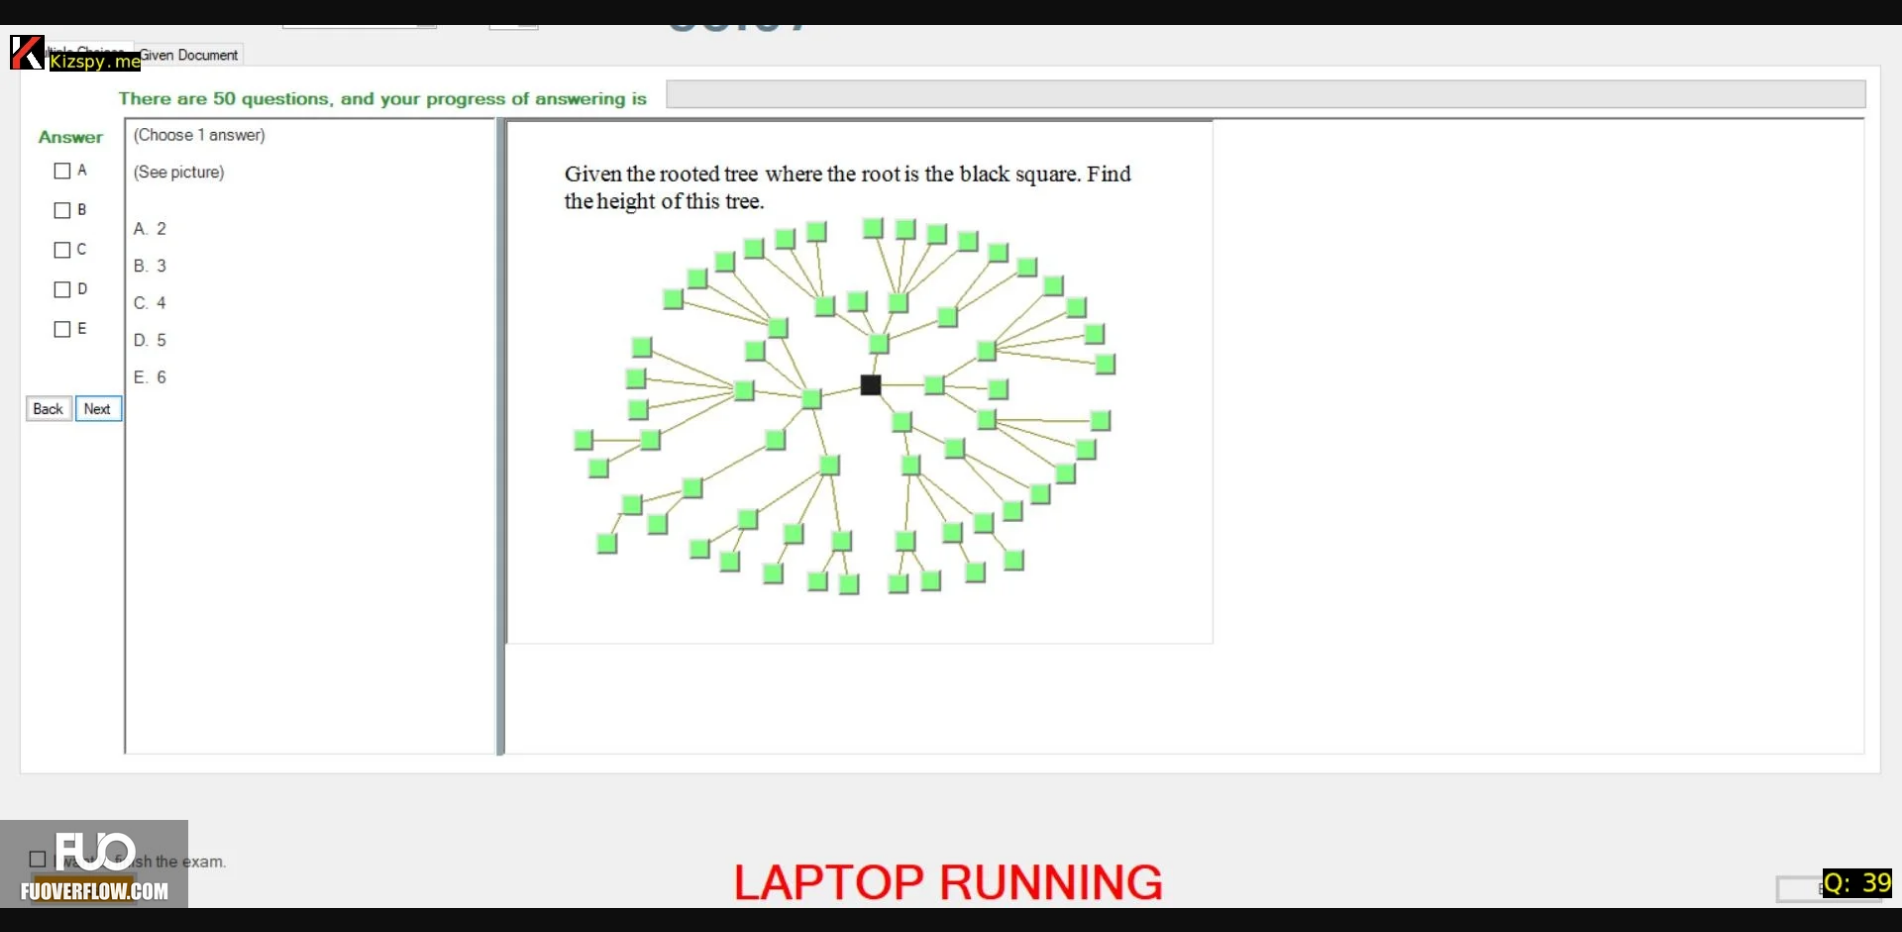 Given Document
Kizspy.me
There are 50 questions, and your progress of answering is
Answer
(Choose 1 answer)
A
(See picture)
B
A. 2
C
B. 3
D
C. 4
E
D. 5
E. 6
Back
Next
Given the rooted tree where the root is the black square. Find
the height of this tree.
FUO
finish the exam.
FUOVERFLOW.COM
LAPTOP RUNNING
Q: 39